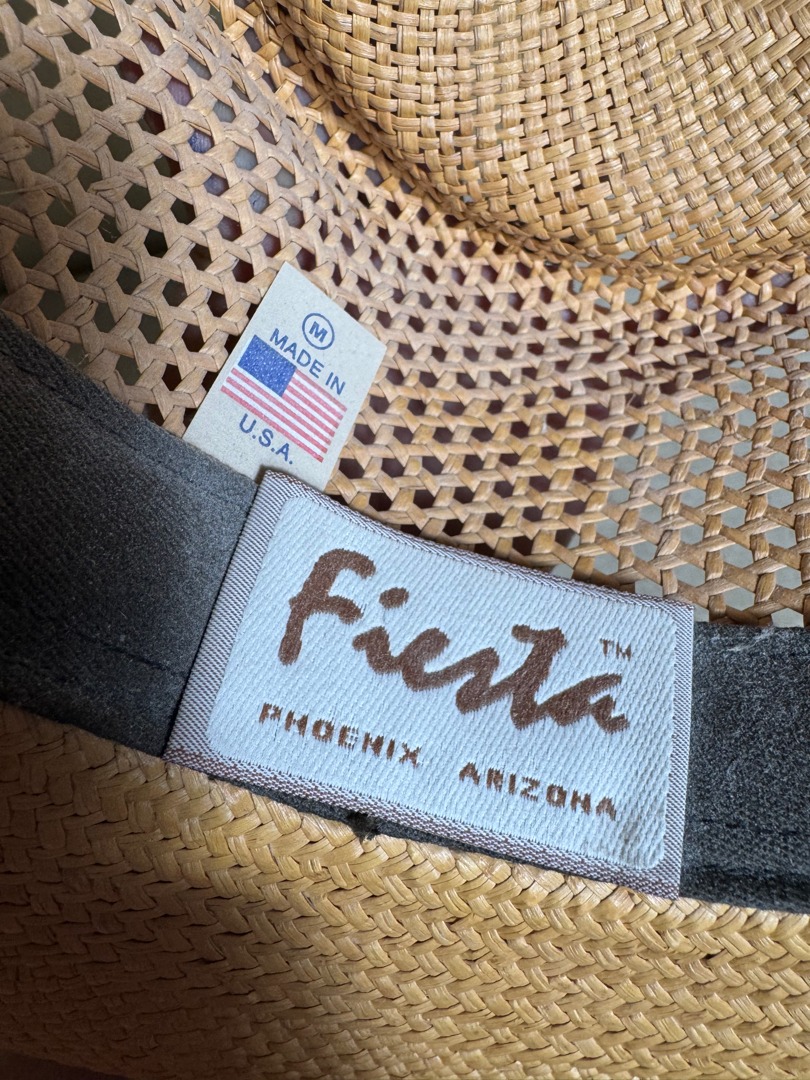 M
MADE IN
U.S.A.
Fiesta™
PHOENIX ARIZONA